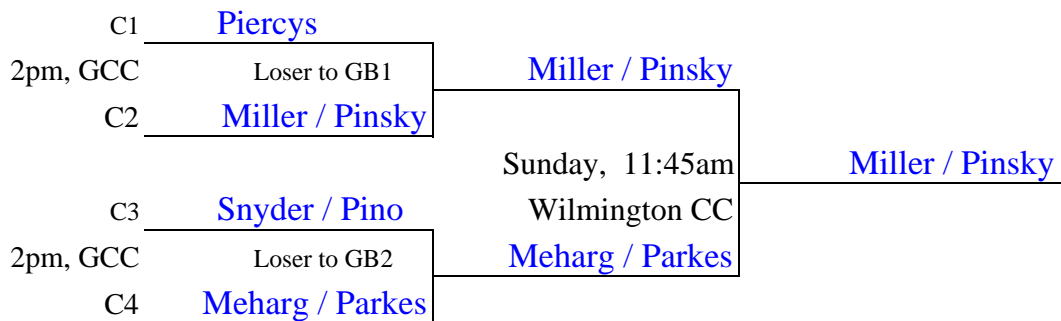 C1 Piercys
2pm, GCC Loser to GB1 Miller / Pinsky
C2 Miller / Pinsky
Sunday, 11:45am Miller / Pinsky
C3 Snyder / Pino Wilmington CC
2pm, GCC Loser to GB2 Meharg / Parkes
C4 Meharg / Parkes